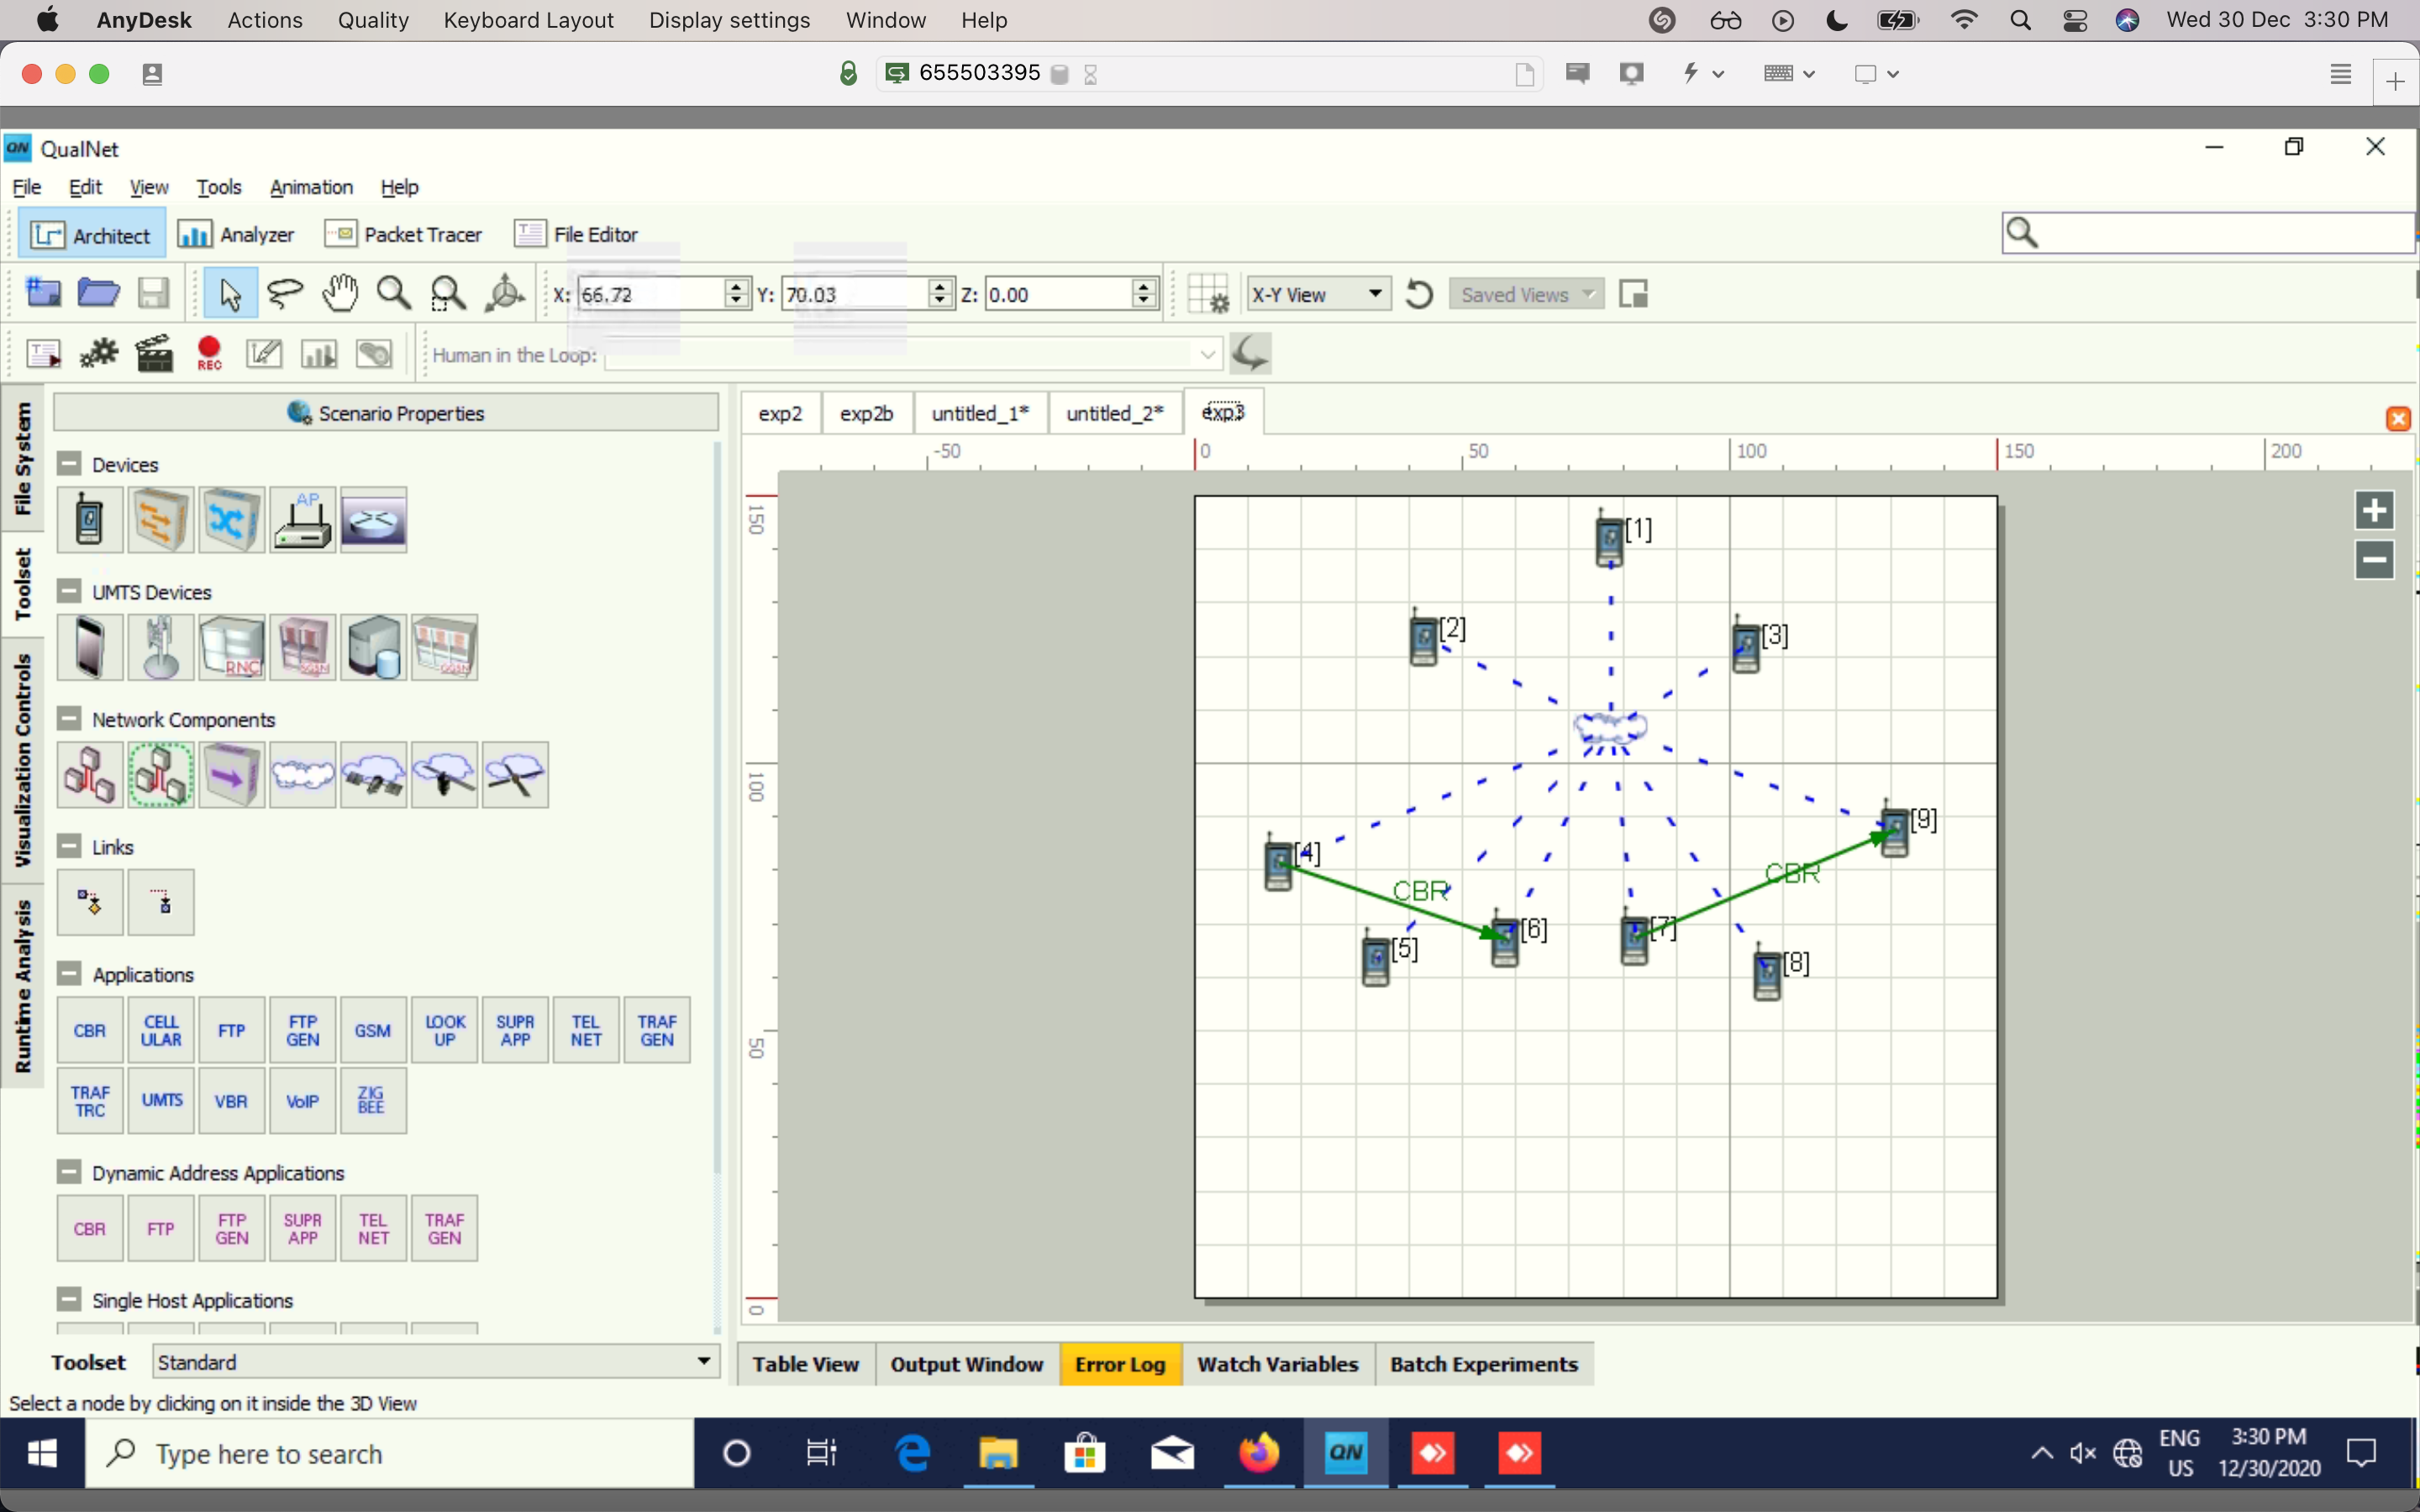 AnyDesk Actions Quality Keyboard Layout Display settings Window Help Wed 30 Dec 3:30 PM
655503395
QN QualNet
File Edit View Tools Animation Help
Architect Analyzer Packet Tracer File Editor
X: 66.72 Y: 70.03 Z: 0.00 X-Y View Saved Views
REC Human in the Loop:
File System
Toolset
Visualization Controls
Runtime Analysis
Scenario Properties
Devices
AP
UMTS Devices
RNC
Network Components
Links
Applications
CBR CELLULAR FTP FTP GEN GSM LOOK UP SUPR APP TEL NET TRAF GEN
TRAF TRC UMTS VBR VoIP ZIG BEE
Dynamic Address Applications
CBR FTP FTP GEN SUPR APP TEL NET TRAF GEN
Single Host Applications
Toolset Standard
Select a node by clicking on it inside the 3D View
exp2 exp2b untitled_1* untitled_2* exp3
-50 0 50 100 150 200
150
100
50
0
[1]
[2]
[3]
[9]
[4]
CBR
CBR
[6]
[7]
[5]
[8]
Table View Output Window Error Log Watch Variables Batch Experiments
Type here to search
QN
ENG
US
3:30 PM
12/30/2020